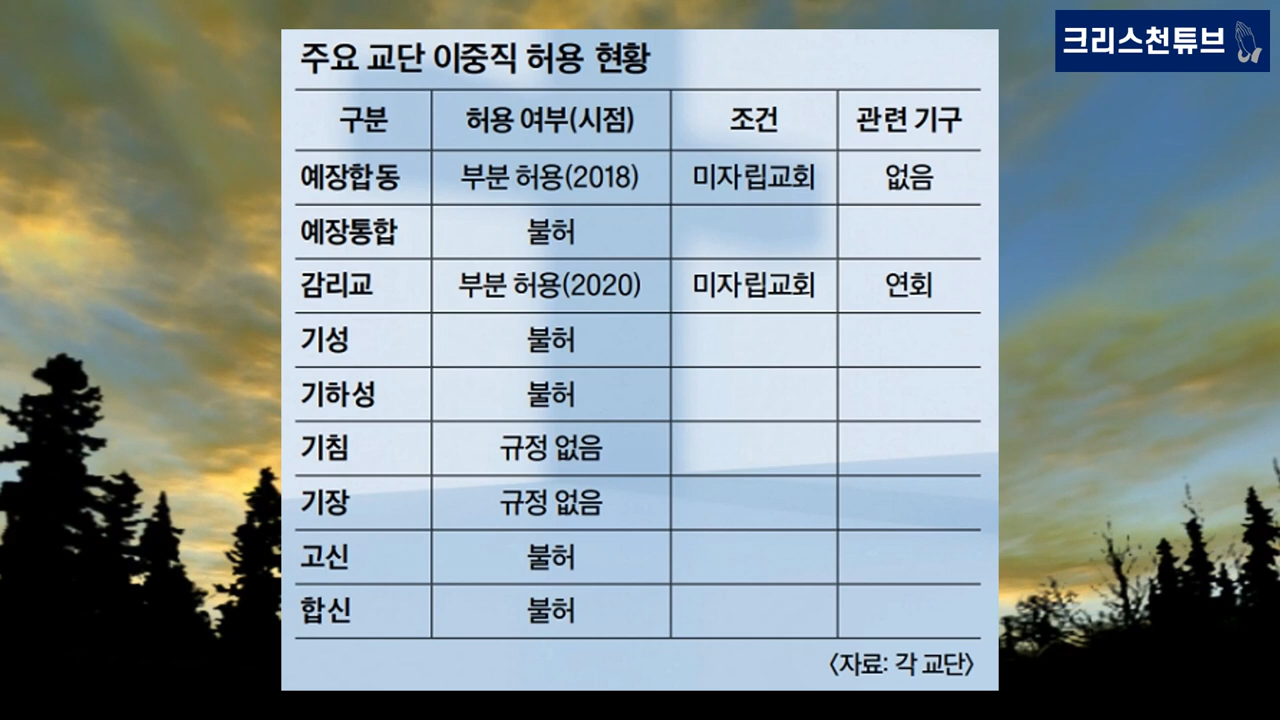 크리스천튜브
주요 교단 이중직 허용 현황
구분 허용 여부(시점) 조건 관련 기구
예장합동 부분 허용(2018) 미자립교회 없음
예장통합 불허
감리교 부분 허용(2020) 미자립교회 연회
기성 불허
기하성 불허
기침 규정 없음
기장 규정 없음
고신 불허
합신 불허
〈자료: 각 교단〉